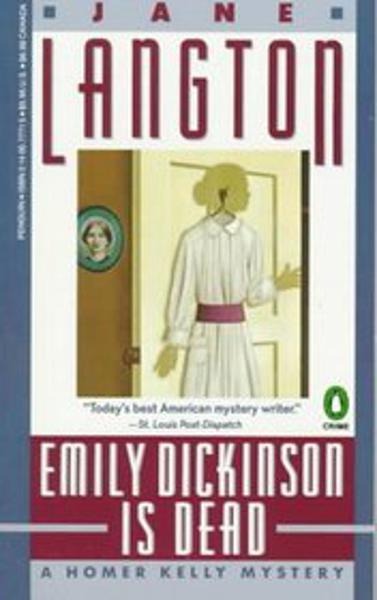 JANE
LANGTON
"Today's best American mystery writer."
—St. Louis Post-Dispatch
CRIME
EMILY DICKINSON
IS DEAD
A HOMER KELLY MYSTERY